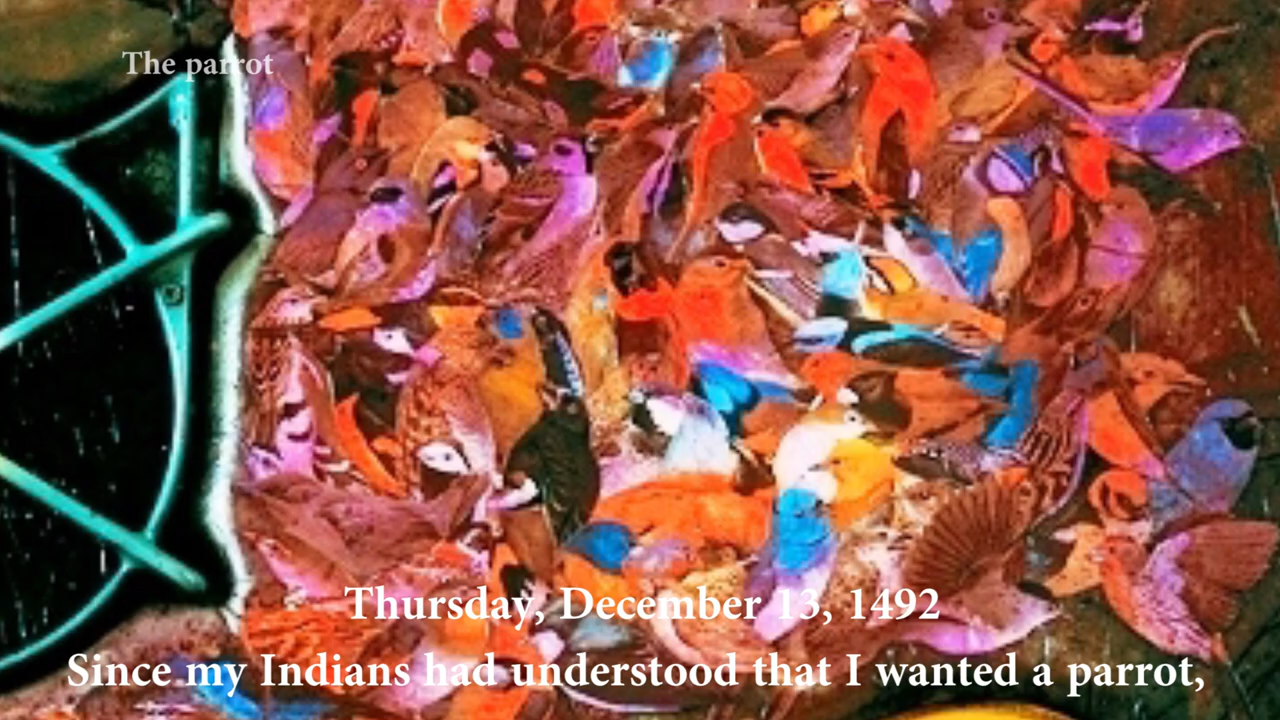 The parrot
Thursday, December 13, 1492
Since my Indians had understood that I wanted a parrot,